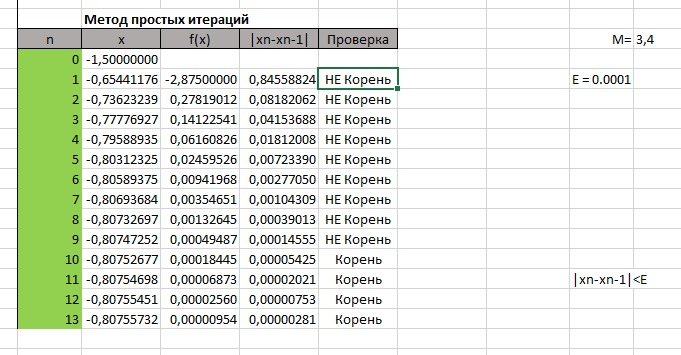 Метод простых итераций
n x f(x) |xn-xn-1| Проверка M= 3,4
0 -1,50000000
1 -0,65441176 -2,87500000 0,84558824 НЕ Корень E = 0.0001
2 -0,73623239 0,27819012 0,08182062 НЕ Корень
3 -0,77776927 0,14122541 0,04153688 НЕ Корень
4 -0,79588935 0,06160826 0,01812008 НЕ Корень
5 -0,80312325 0,02459526 0,00723390 НЕ Корень
6 -0,80589375 0,00941968 0,00277050 НЕ Корень
7 -0,80693684 0,00354651 0,00104309 НЕ Корень
8 -0,80732697 0,00132645 0,00039013 НЕ Корень
9 -0,80747252 0,00049487 0,00014555 НЕ Корень
10 -0,80752677 0,00018445 0,00005425 Корень
11 -0,80754698 0,00006873 0,00002021 Корень |xn-xn-1|<E
12 -0,80755451 0,00002560 0,00000753 Корень
13 -0,80755732 0,00000954 0,00000281 Корень